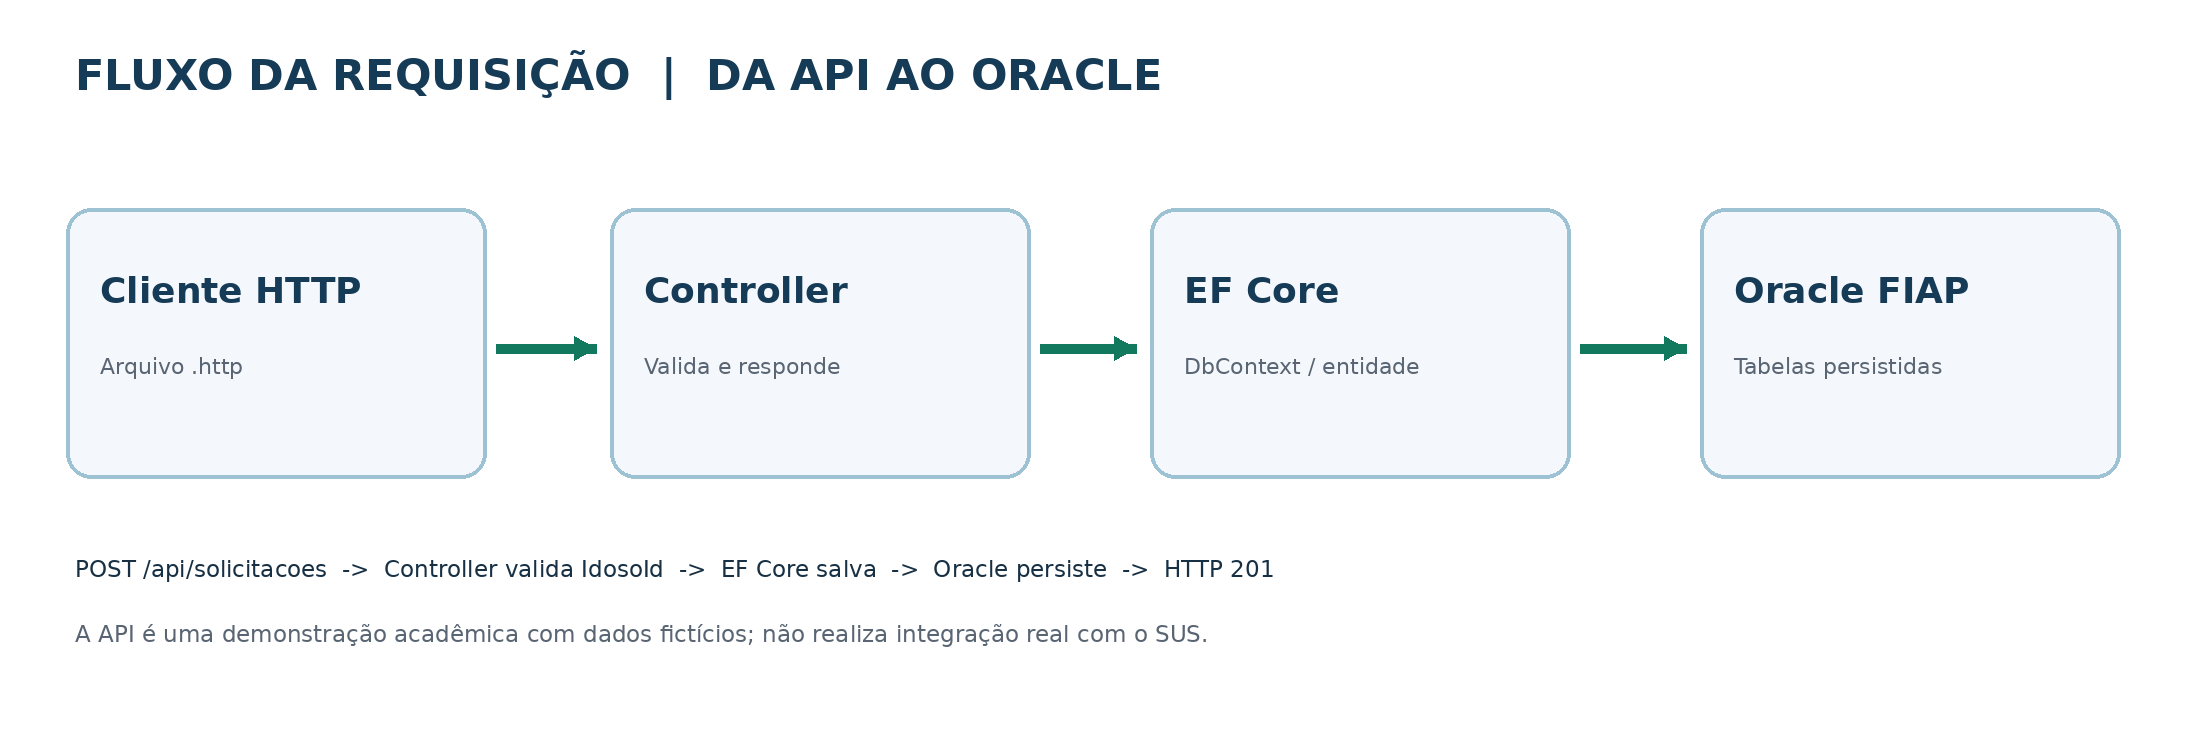 FLUXO DA REQUISIÇÃO | DA API AO ORACLE
Cliente HTTP
Arquivo .http
Controller
Valida e responde
EF Core
DbContext / entidade
Oracle FIAP
Tabelas persistidas
POST /api/solicitacoes -> Controller valida IdosoId -> EF Core salva -> Oracle persiste -> HTTP 201
A API é uma demonstração acadêmica com dados fictícios; não realiza integração real com o SUS.